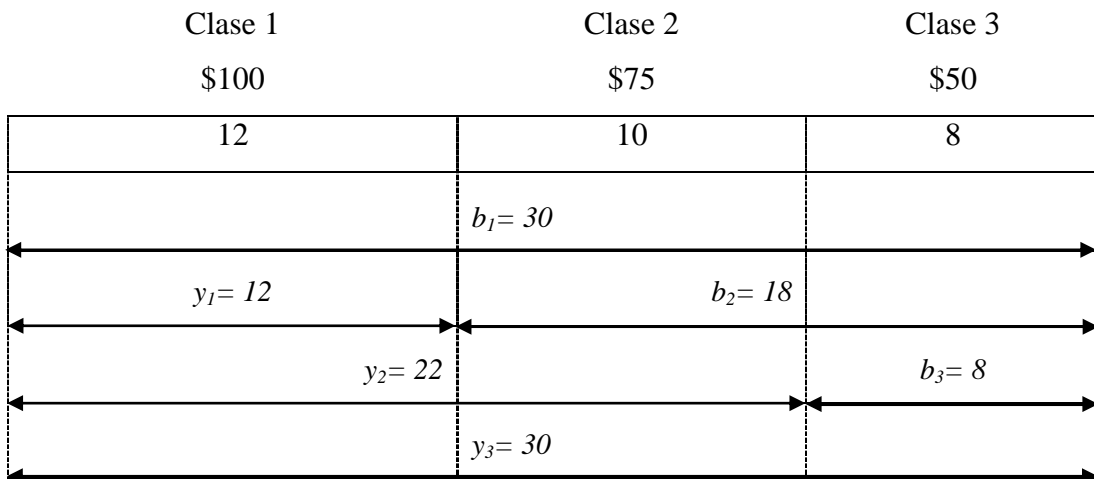 Clase 1 Clase 2 Clase 3
$100 $75 $50
12 10 8
b₁= 30
y₁= 12 b₂= 18
y₂= 22 b₃= 8
y₃= 30